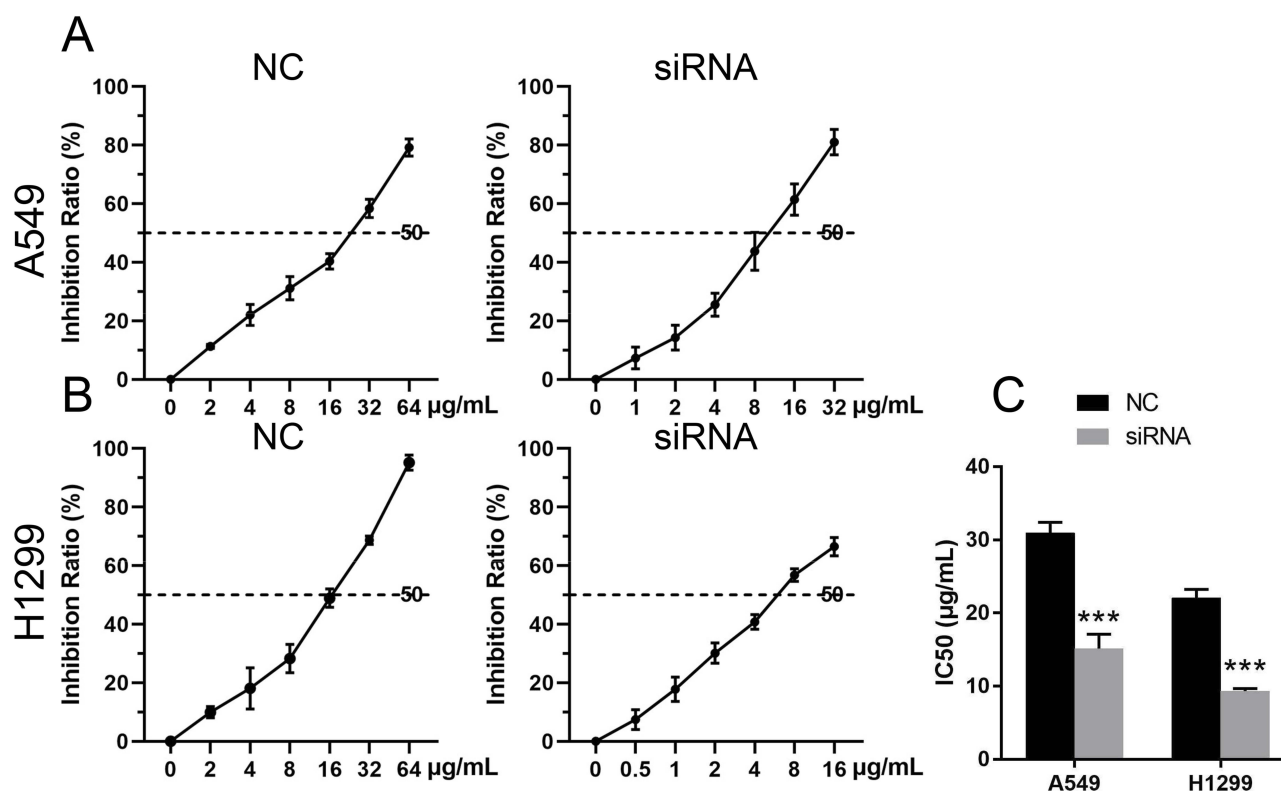 A
NC
siRNA
A549
Inhibition Ratio (%)
100
80
60
40
20
0
50
0 2 4 8 16 32 64 µg/mL
Inhibition Ratio (%)
100
80
60
40
20
0
50
0 1 2 4 8 16 32 µg/mL
B
NC
siRNA
H1299
Inhibition Ratio (%)
100
80
60
40
20
0
50
0 2 4 8 16 32 64 µg/mL
Inhibition Ratio (%)
100
80
60
40
20
0
50
0 0.5 1 2 4 8 16 µg/mL
C
NC
siRNA
IC50 (µg/mL)
40
30
20
10
0
***
***
A549 H1299